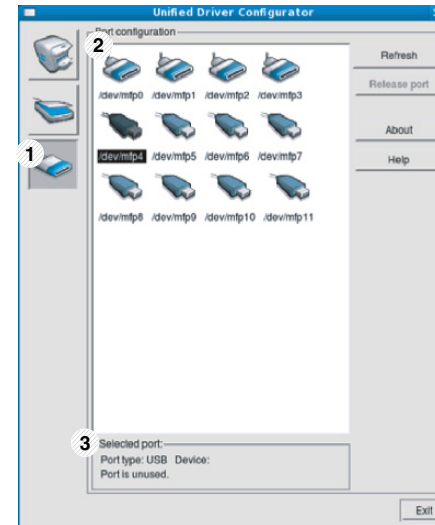 Unified Driver Configurator
Port configuration
2
/dev/mfp0 /dev/mfp1 /dev/mfp2 /dev/mfp3
/dev/mfp4 /dev/mfp5 /dev/mfp6 /dev/mfp7
/dev/mfp8 /dev/mfp9 /dev/mfp10 /dev/mfp11
Refresh
Release port
About
Help
1
3
Selected port:
Port type: USB Device:
Port is unused.
Exit